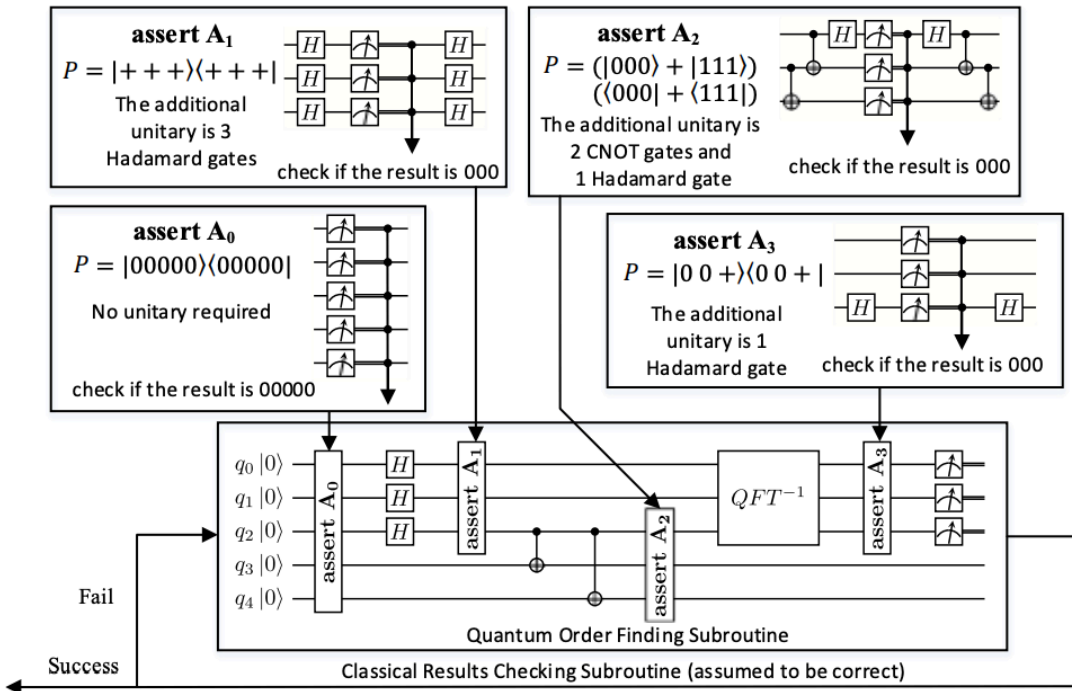 assert A₁
P = |+ + +⟩⟨+ + +|
The additional
unitary is 3
Hadamard gates
H
H
H
H
H
H
check if the result is 000
assert A₂
P = (|000⟩ + |111⟩)
(⟨000| + ⟨111|)
The additional unitary is
2 CNOT gates and
1 Hadamard gate
H
H
check if the result is 000
assert A₀
P = |00000⟩⟨00000|
No unitary required
check if the result is 00000
assert A₃
P = |0 0 +⟩⟨0 0 + |
The additional
unitary is 1
Hadamard gate
H
H
check if the result is 000
q₀ |0⟩
q₁ |0⟩
q₂ |0⟩
q₃ |0⟩
q₄ |0⟩
assert A₀
H
H
H
assert A₁
assert A₂
QFT⁻¹
assert A₃
Quantum Order Finding Subroutine
Fail
Success
Classical Results Checking Subroutine (assumed to be correct)